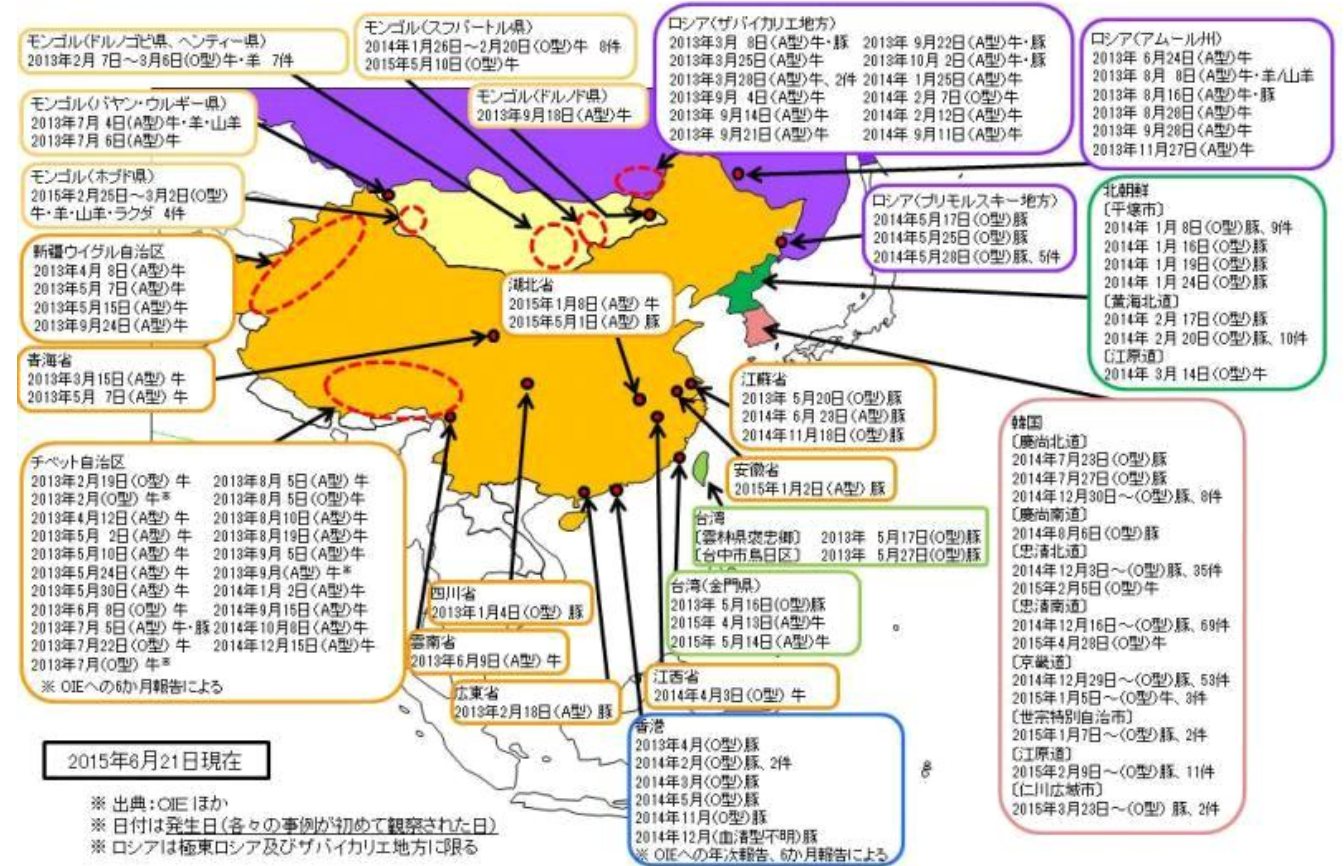 モンゴル(ドルノゴビ県、ヘンティー県)
2013年2月 7日～3月6日(O型)牛・羊 7件
モンゴル(スフバートル県)
2014年1月26日～2月20日(O型)牛 8件
2015年5月10日(O型)牛
モンゴル(バヤン・ウルギー県)
2013年7月 4日(A型)牛・羊・山羊
2013年7月 6日(A型)牛
モンゴル(ドルノド県)
2013年9月18日(A型)牛
モンゴル(ホブド県)
2015年2月25日～3月2日(O型)
牛・羊・山羊・ラクダ 4件
ロシア(ザバイカリエ地方)
2013年3月 8日(A型)牛・豚 2013年 9月22日(A型)牛・豚
2013年3月25日(A型)牛 2013年10月 2日(A型)牛・豚
2013年3月28日(A型)牛、2件 2014年 1月25日(A型)牛
2013年9月 4日(A型)牛 2014年 2月 7日(O型)牛
2013年 9月14日(A型)牛 2014年 2月12日(A型)牛
2013年 9月21日(A型)牛 2014年 9月11日(A型)牛
ロシア(アムール州)
2013年 6月24日(A型)牛
2013年 8月 8日(A型)牛・羊/山羊
2013年 8月16日(A型)牛・豚
2013年 8月28日(A型)牛
2013年 9月28日(A型)牛
2013年11月27日(A型)牛
ロシア(プリモルスキー地方)
2014年5月17日(O型)豚
2014年5月25日(O型)豚
2014年5月28日(O型)豚、5件
北朝鮮
[平壌市]
2014年 1月 8日(O型)豚、9件
2014年 1月 16日(O型)豚
2014年 1月 19日(O型)豚
2014年 1月 24日(O型)豚
[黄海北道]
2014年 2月 17日(O型)豚
2014年 2月 20日(O型)豚、10件
[江原道]
2014年 3月 14日(O型)牛
新疆ウイグル自治区
2013年4月 8日(A型)牛
2013年5月 7日(A型)牛
2013年5月15日(A型)牛
2013年9月24日(A型)牛
青海省
2013年3月15日(A型)牛
2013年5月 7日(A型)牛
湖北省
2015年1月8日(A型) 牛
2015年5月1日(A型) 豚
江蘇省
2013年 5月20日(O型)豚
2014年 6月 23日(A型)豚
2014年11月18日(O型)豚
安徽省
2015年1月2日(A型) 豚
チベット自治区
2013年2月19日(O型) 牛 2013年8月 5日(A型) 牛
2013年2月(O型) 牛※ 2013年8月 5日(O型) 牛
2013年4月12日(A型) 牛 2013年8月10日(A型)牛
2013年5月 2日(A型) 牛 2013年8月19日(A型)牛
2013年5月10日(A型)牛 2013年9月 5日(A型)牛
2013年5月24日(A型)牛 2013年9月(A型) 牛※
2013年5月30日(A型)牛 2014年1月 2日(A型)牛
2013年6月 8日(O型) 牛 2014年9月15日(A型)牛
2013年7月 5日(A型) 牛・豚 2014年10月8日(A型)牛
2013年7月22日(O型) 牛 2014年12月15日(A型)牛
2013年7月(O型) 牛※
※ OIEへの6か月報告による
台湾
[雲林県褒忠郷] 2013年 5月17日(O型)豚
[台中市烏日区] 2013年 5月27日(O型)豚
台湾(金門県)
2013年 5月16日(O型)豚
2015年 4月13日(A型)牛
2015年 5月14日(A型)牛
四川省
2013年1月4日(O型) 豚
雲南省
2013年6月9日(A型) 牛
広東省
2013年2月18日(A型) 豚
江西省
2014年4月3日(O型) 牛
香港
2013年4月(O型)豚
2014年2月(O型)豚、2件
2014年3月(O型)豚
2014年5月(O型)豚
2014年11月(O型)豚
2014年12月(血清型不明)豚
※ OIEへの年次報告、6か月報告による
韓国
[慶尚北道]
2014年7月23日(O型)豚
2014年7月27日(O型)豚
2014年12月30日～(O型)豚、8件
[慶尚南道]
2014年8月6日(O型)豚
[忠清北道]
2014年12月3日～(O型)豚、35件
2015年2月5日(O型)牛
[忠清南道]
2014年12月16日～(O型)豚、69件
2015年4月28日(O型)牛
[京畿道]
2014年12月29日～(O型)豚、53件
2015年1月5日～(O型)牛、3件
[世宗特別自治市]
2015年1月7日～(O型)豚、2件
[江原道]
2015年2月9日～(O型)豚、11件
[仁川広域市]
2015年3月23日～(O型) 豚、2件
2015年6月21日現在
※ 出典:OIEほか
※ 日付は発生日(各々の事例が初めて観察された日)
※ ロシアは極東ロシア及びザバイカリエ地方に限る